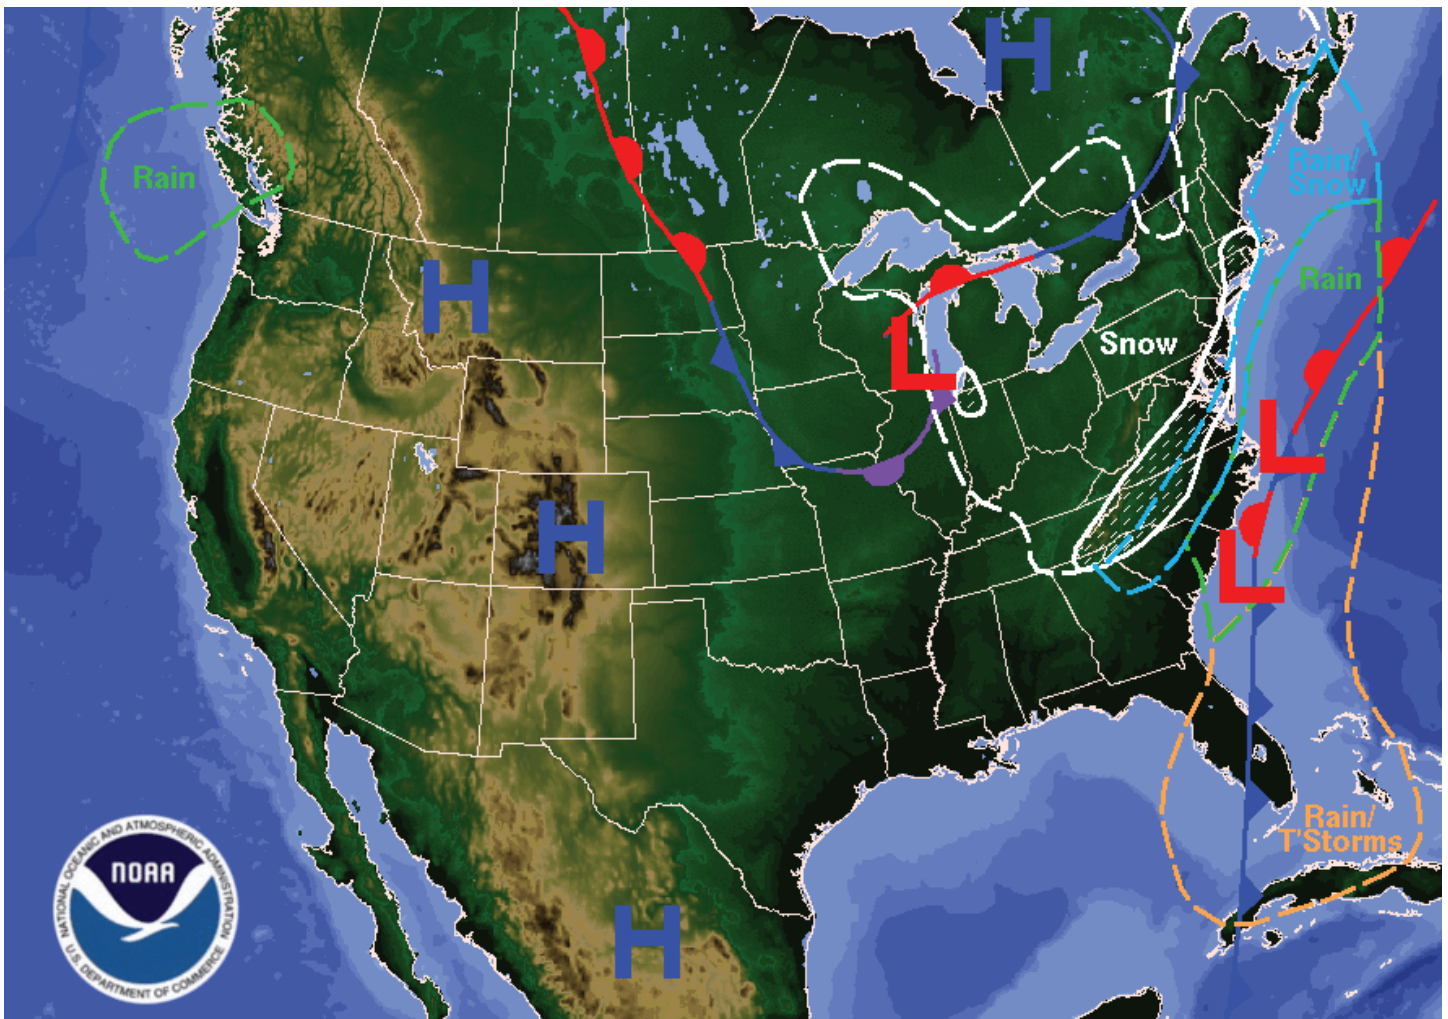 H
Rain
Rain/
Snow
H
Rain
L
Snow
L
H
L
Rain/
T'Storms
H
NATIONAL OCEANIC AND ATMOSPHERIC ADMINISTRATION
NOAA
U.S. DEPARTMENT OF COMMERCE